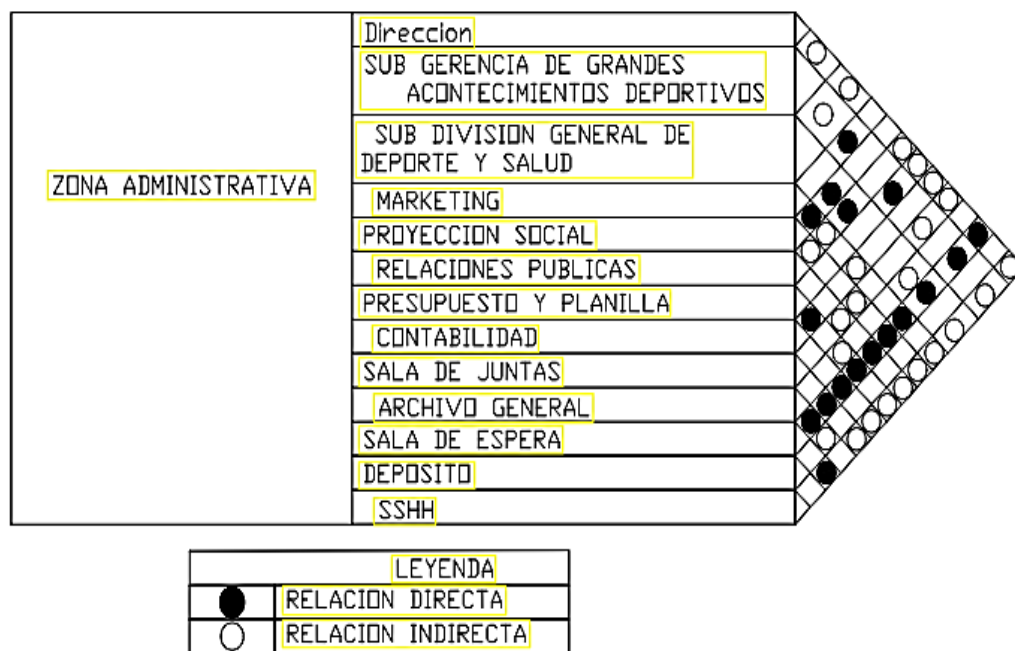 Direccion
SUB GERENCIA DE GRANDES
ACONTECIMIENTOS DEPORTIVOS
SUB DIVISION GENERAL DE
DEPORTE Y SALUD
ZONA ADMINISTRATIVA
MARKETING
PROYECCION SOCIAL
RELACIONES PUBLICAS
PRESUPUESTO Y PLANILLA
CONTABILIDAD
SALA DE JUNTAS
ARCHIVO GENERAL
SALA DE ESPERA
DEPOSITO
SSHH
LEYENDA
RELACION DIRECTA
RELACION INDIRECTA